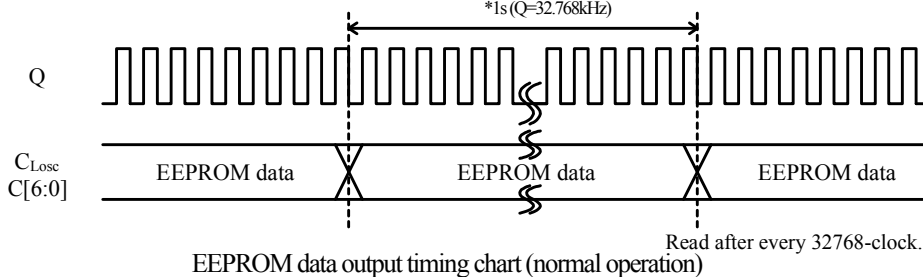 *1s (Q=32.768kHz)
Q
C_Losc
C[6:0]
EEPROM data EEPROM data EEPROM data
Read after every 32768-clock.
EEPROM data output timing chart (normal operation)